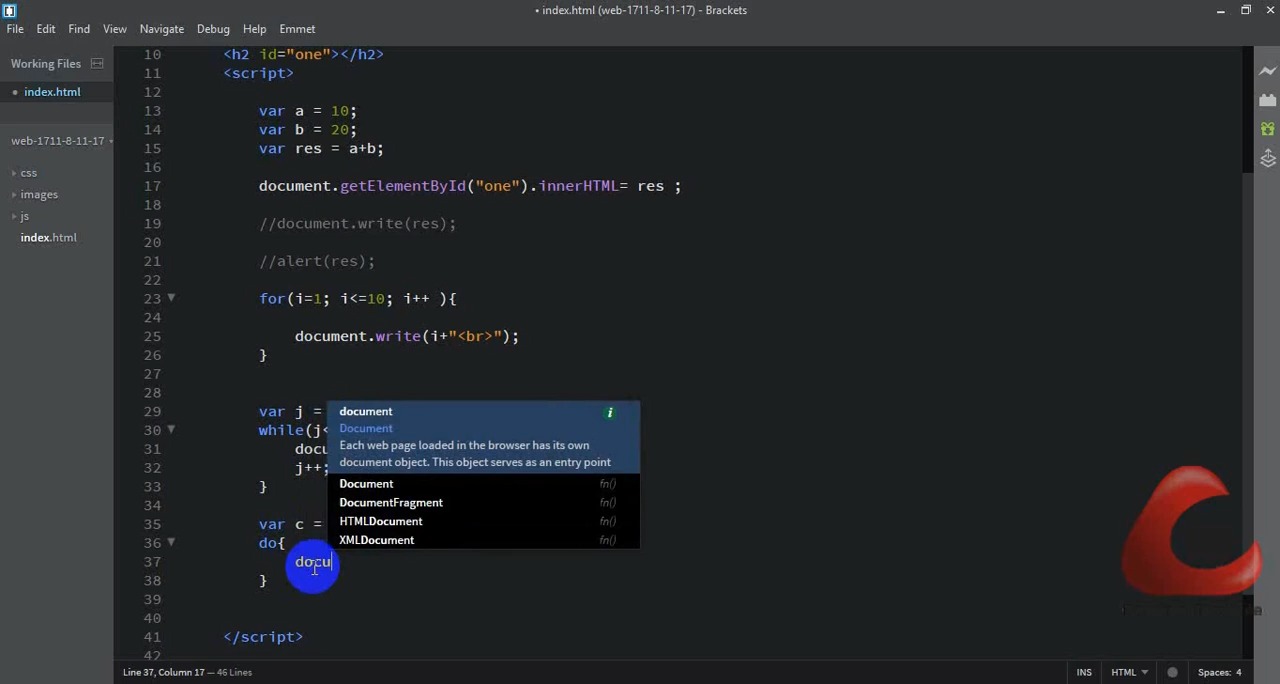 • index.html (web-1711-8-11-17) - Brackets
File Edit Find View Navigate Debug Help Emmet
Working Files
• index.html
web-1711-8-11-17
css
images
js
index.html
10 <h2 id="one"></h2>
11 <script>
12
13 var a = 10;
14 var b = 20;
15 var res = a+b;
16
17 document.getElementById("one").innerHTML= res ;
18
19 //document.write(res);
20
21 //alert(res);
22
23 for(i=1; i<=10; i++ ){
24
25 document.write(i+"<br>");
26 }
27
28
29 var j =
30 while(j<
31 docu
32 j++;
33 }
34
35 var c =
36 do{
37 docu
38 }
39
40
41 </script>
42
document
Document
Each web page loaded in the browser has its own
document object. This object serves as an entry point
Document fn()
DocumentFragment fn()
HTMLDocument fn()
XMLDocument fn()
Line 37, Column 17 — 46 Lines
INS HTML Spaces: 4